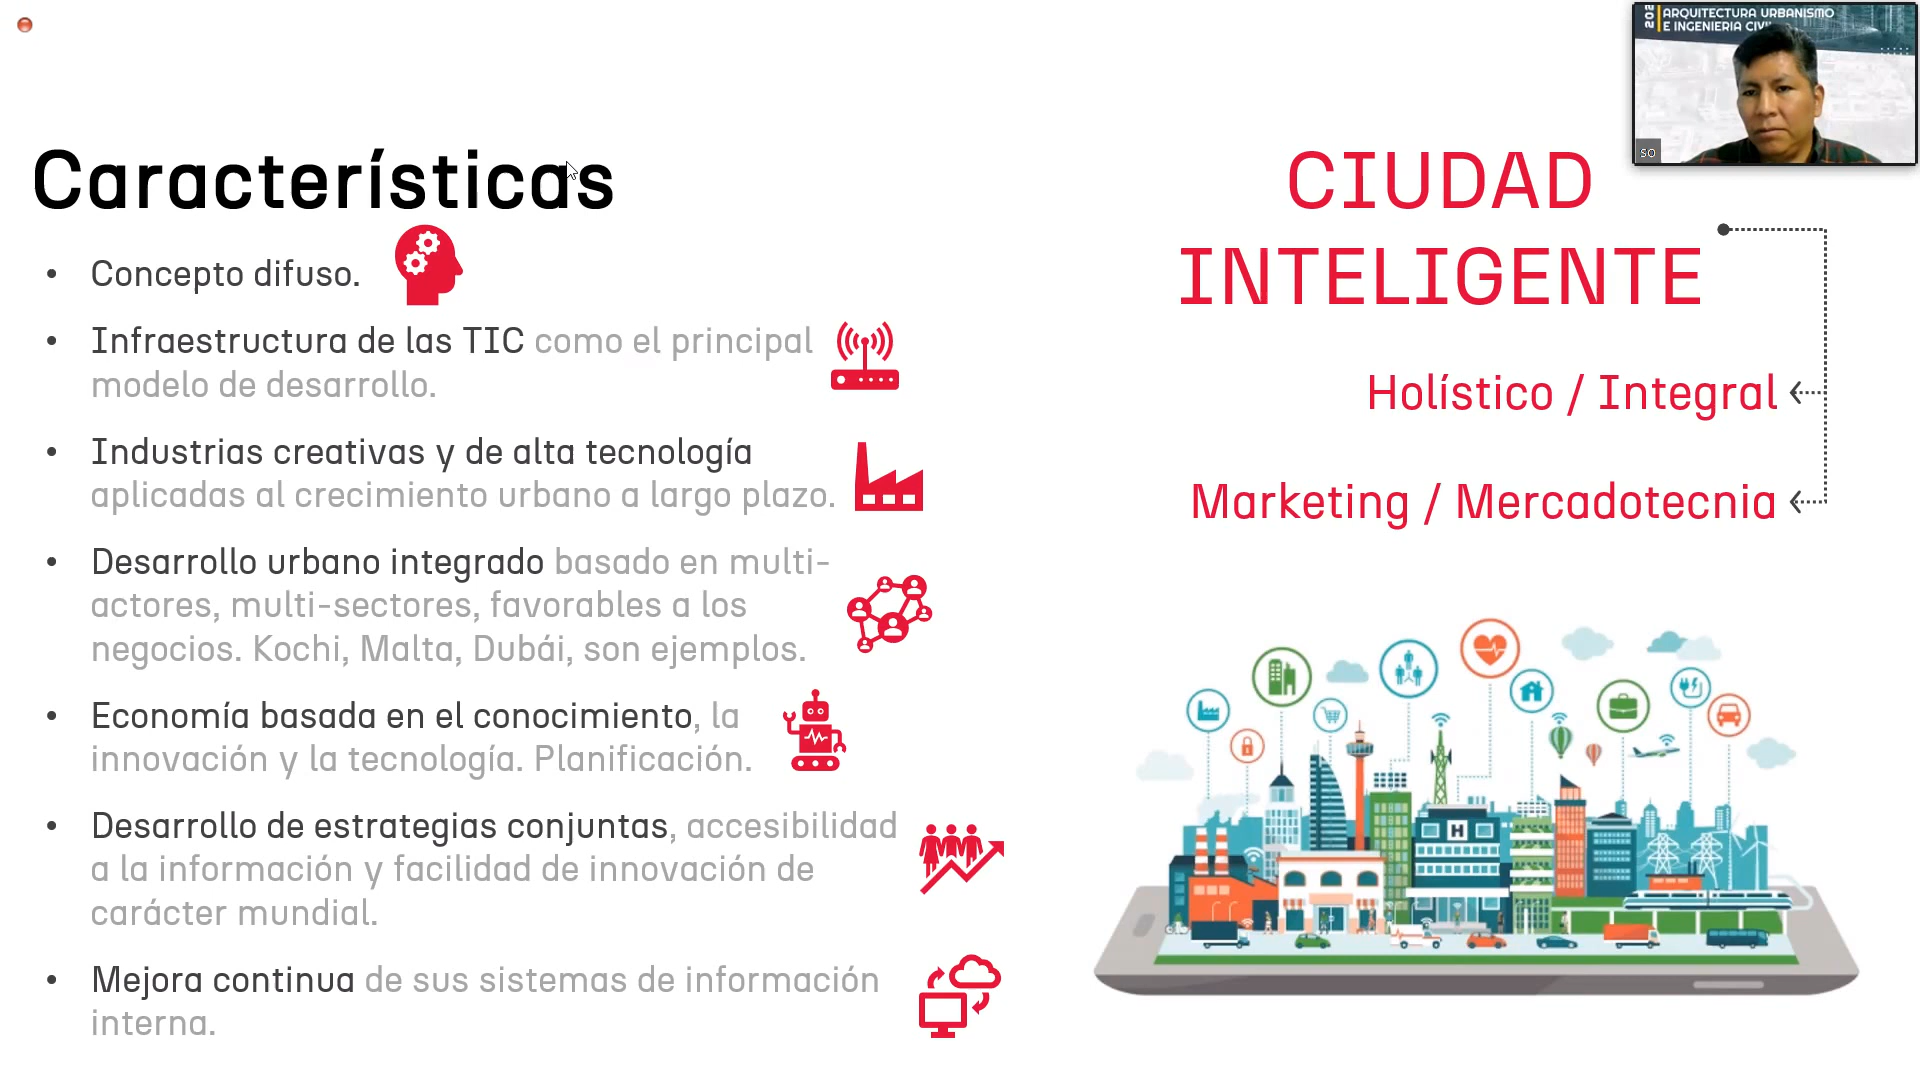 Características
• Concepto difuso.
• Infraestructura de las TIC como el principal
modelo de desarrollo.
• Industrias creativas y de alta tecnología
aplicadas al crecimiento urbano a largo plazo.
• Desarrollo urbano integrado basado en multi-
actores, multi-sectores, favorables a los
negocios. Kochi, Malta, Dubái, son ejemplos.
• Economía basada en el conocimiento, la
innovación y la tecnología. Planificación.
• Desarrollo de estrategias conjuntas, accesibilidad
a la información y facilidad de innovación de
carácter mundial.
• Mejora continua de sus sistemas de información
interna.
CIUDAD
INTELIGENTE
Holístico / Integral
Marketing / Mercadotecnia
H
ARQUITECTURA URBANISMO
E INGENIERIA
SO